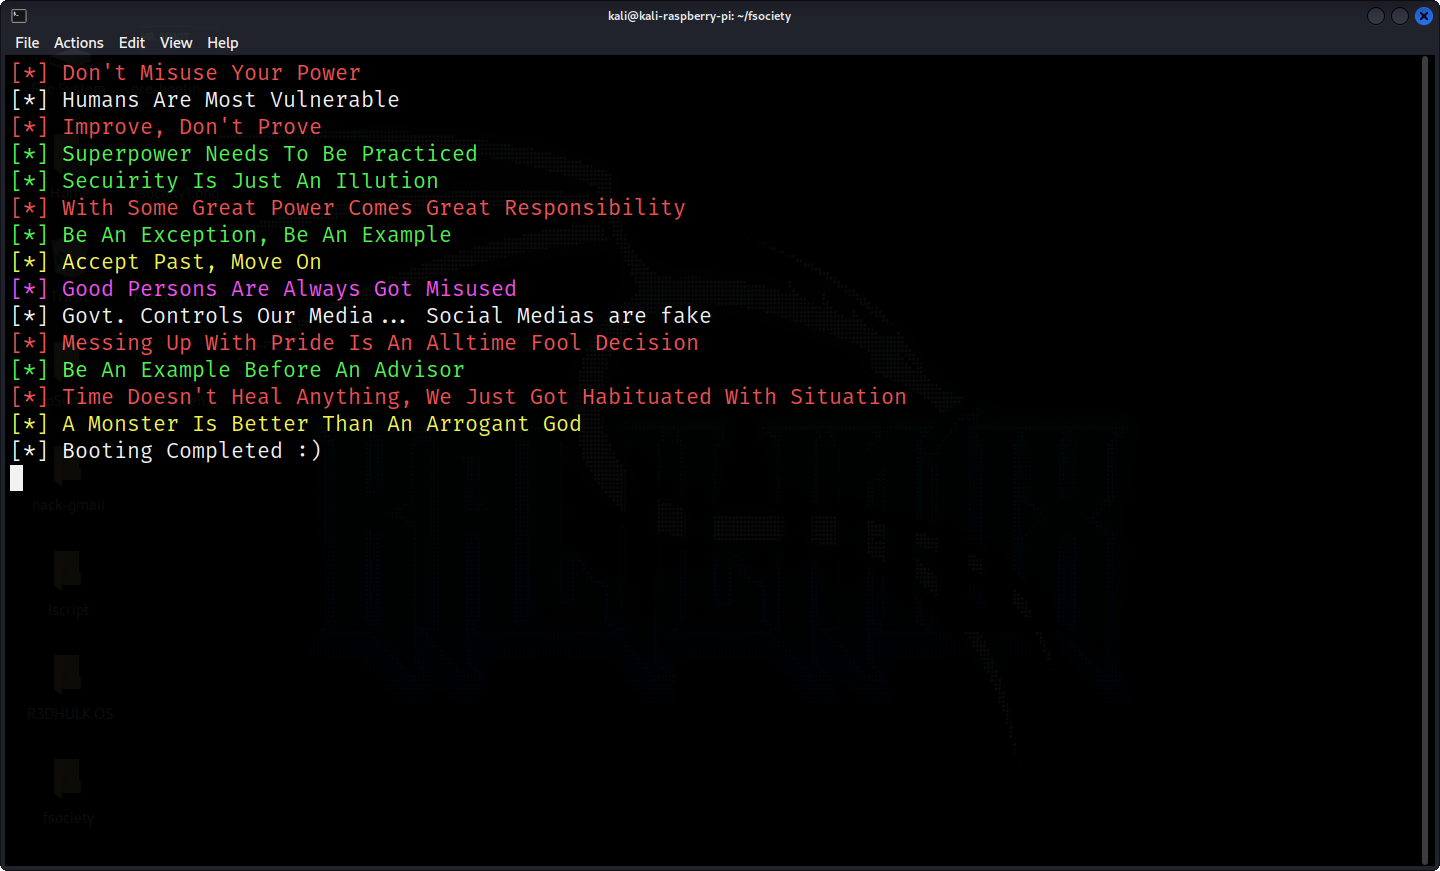 kali@kali-raspberry-pi: ~/fsociety
File Actions Edit View Help
[*] Don't Misuse Your Power
[*] Humans Are Most Vulnerable
[*] Improve, Don't Prove
[*] Superpower Needs To Be Practiced
[*] Secuirity Is Just An Illution
[*] With Some Great Power Comes Great Responsibility
[*] Be An Exception, Be An Example
[*] Accept Past, Move On
[*] Good Persons Are Always Got Misused
[*] Govt. Controls Our Media... Social Medias are fake
[*] Messing Up With Pride Is An Alltime Fool Decision
[*] Be An Example Before An Advisor
[*] Time Doesn't Heal Anything, We Just Got Habituated With Situation
[*] A Monster Is Better Than An Arrogant God
[*] Booting Completed :)
hack-gmail
lscript
R3DHULK OS
fsociety